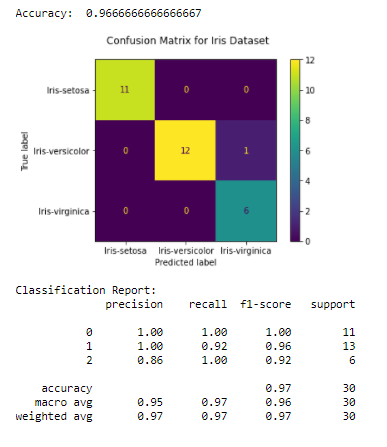 Accuracy:  0.9666666666666667
Confusion Matrix for Iris Dataset
12
Iris-setosa 11 0 0
10
8
True label
Iris-versicolor 0 12 1
6
4
Iris-virginica 0 0 6
2
0
Iris-setosa Iris-versicolor Iris-virginica
Predicted label
Classification Report:
precision recall f1-score support
0 1.00 1.00 1.00 11
1 1.00 0.92 0.96 13
2 0.86 1.00 0.92 6
accuracy 0.97 30
macro avg 0.95 0.97 0.96 30
weighted avg 0.97 0.97 0.97 30